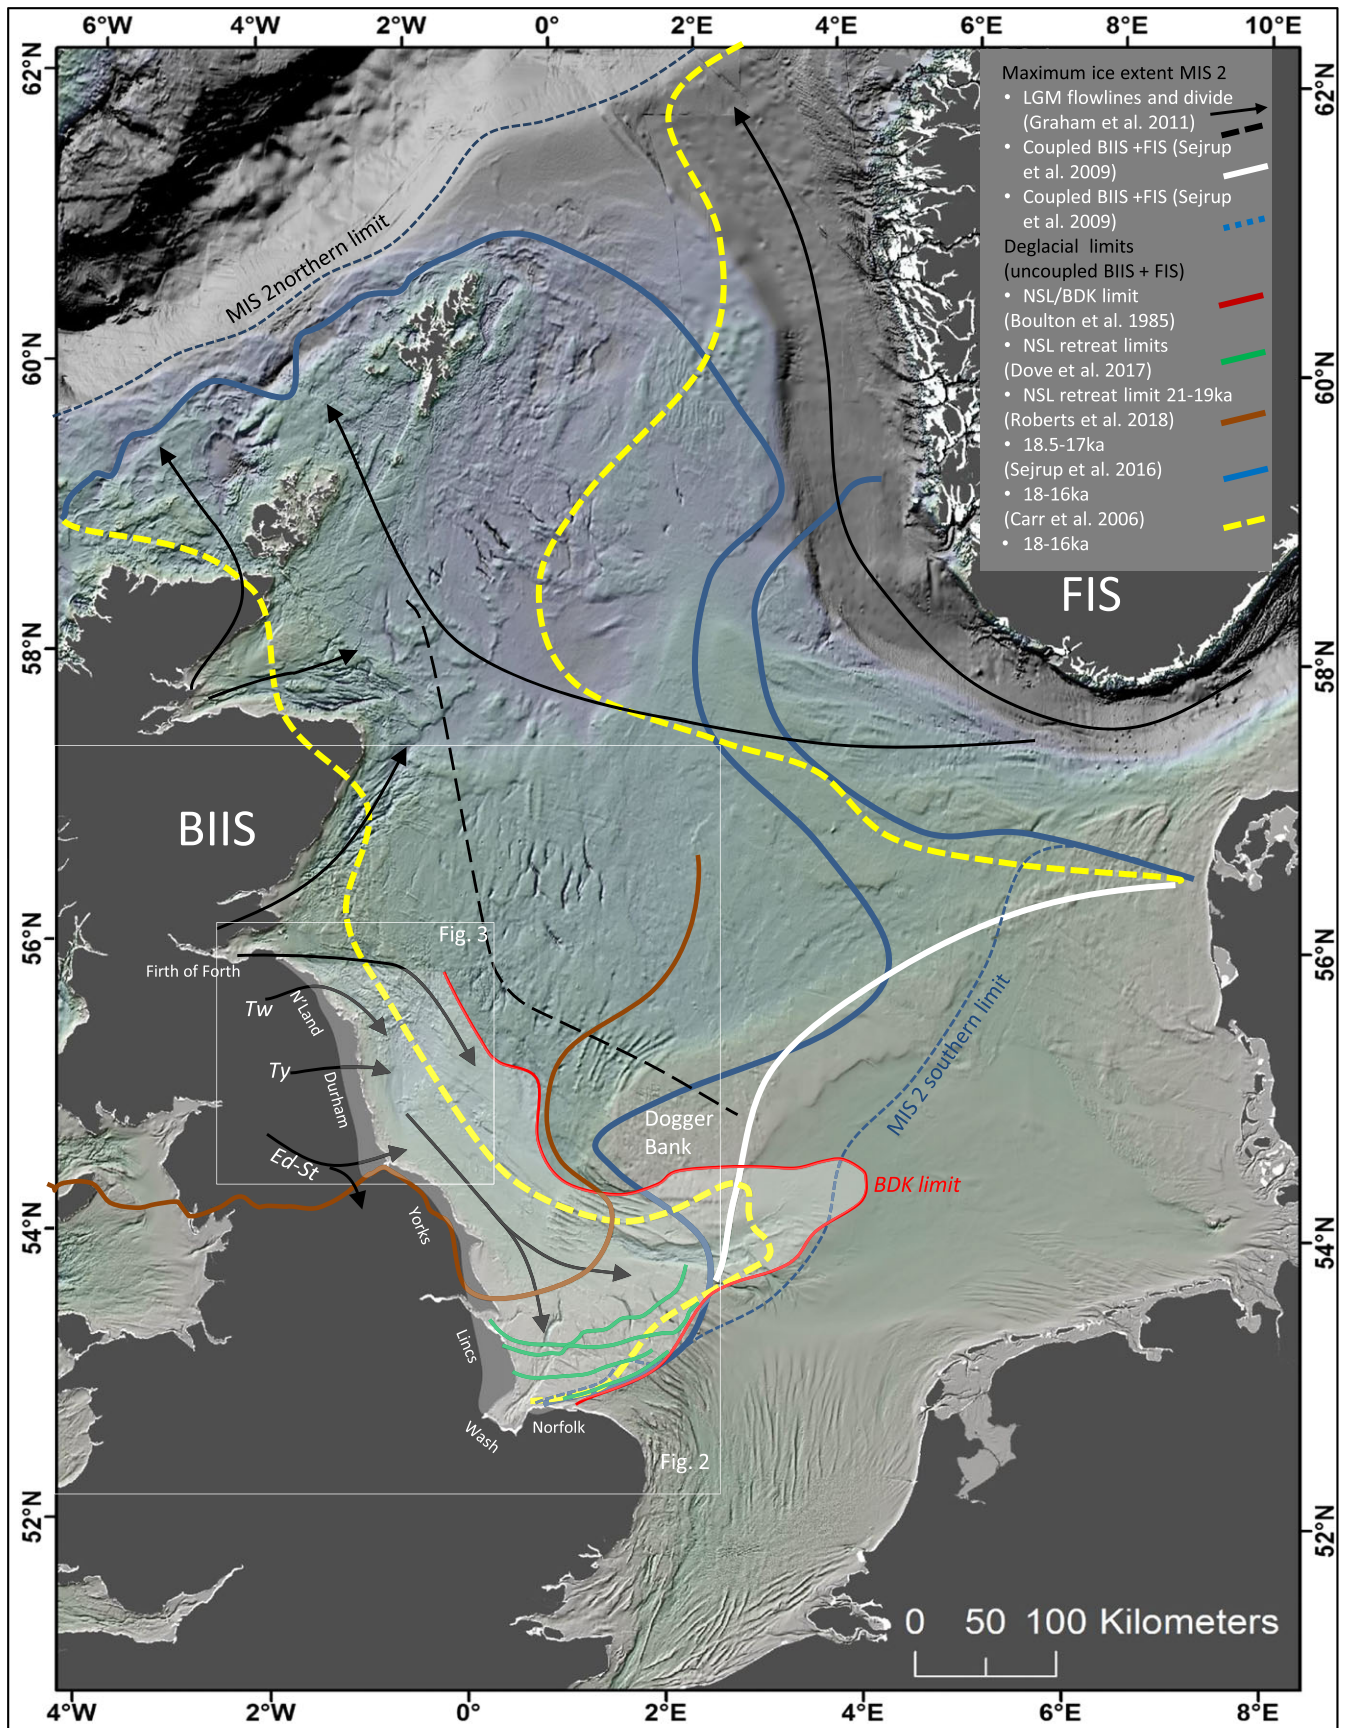 6°W 4°W 2°W 0° 2°E 4°E 6°E 8°E 10°E
62°N
62°N
Maximum ice extent MIS 2
• LGM flowlines and divide
(Graham et al. 2011)
• Coupled BIIS +FIS (Sejrup
et al. 2009)
• Coupled BIIS +FIS (Sejrup
et al. 2009)
Deglacial limits
(uncoupled BIIS + FIS)
• NSL/BDK limit
(Boulton et al. 1985)
• NSL retreat limits
(Dove et al. 2017)
• NSL retreat limit 21-19ka
(Roberts et al. 2018)
• 18.5-17ka
(Sejrup et al. 2016)
• 18-16ka
(Carr et al. 2006)
• 18-16ka
MIS 2northern limit
60°N
60°N
FIS
58°N
58°N
BIIS
56°N
56°N
Fig. 3
Firth of Forth
Tw
N'Land
MIS 2 southern limit
Ty
Durham
Dogger
Bank
Ed-St
BDK limit
54°N
54°N
Yorks
Lincs
Wash
Norfolk
Fig. 2
52°N
52°N
0 50 100 Kilometers
4°W 2°W 0° 2°E 4°E 6°E 8°E